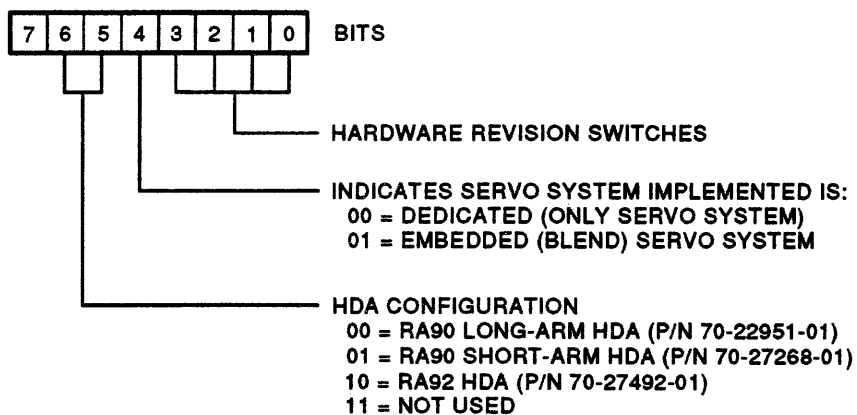 7 6 5 4 3 2 1 0 BITS
HARDWARE REVISION SWITCHES
INDICATES SERVO SYSTEM IMPLEMENTED IS:
00 = DEDICATED (ONLY SERVO SYSTEM)
01 = EMBEDDED (BLEND) SERVO SYSTEM
HDA CONFIGURATION
00 = RA90 LONG-ARM HDA (P/N 70-22951-01)
01 = RA90 SHORT-ARM HDA (P/N 70-27268-01)
10 = RA92 HDA (P/N 70-27492-01)
11 = NOT USED